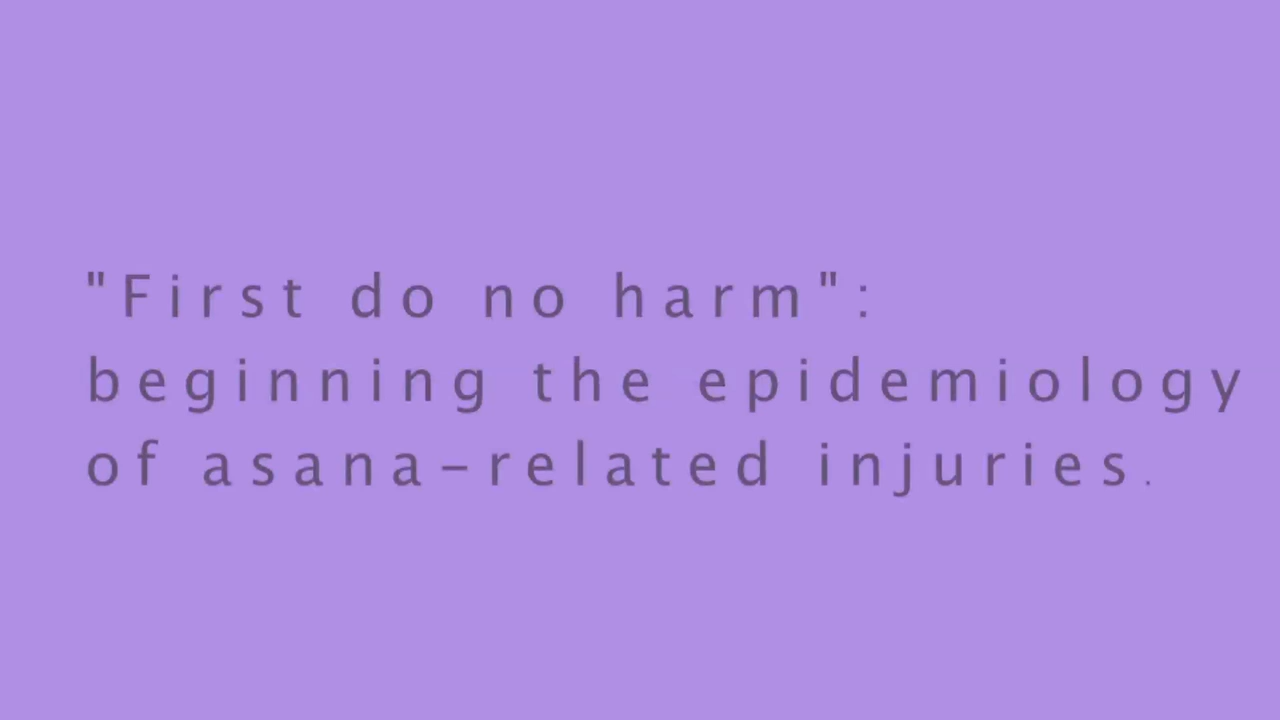 "First do no harm":
beginning the epidemiology
of asana-related injuries.